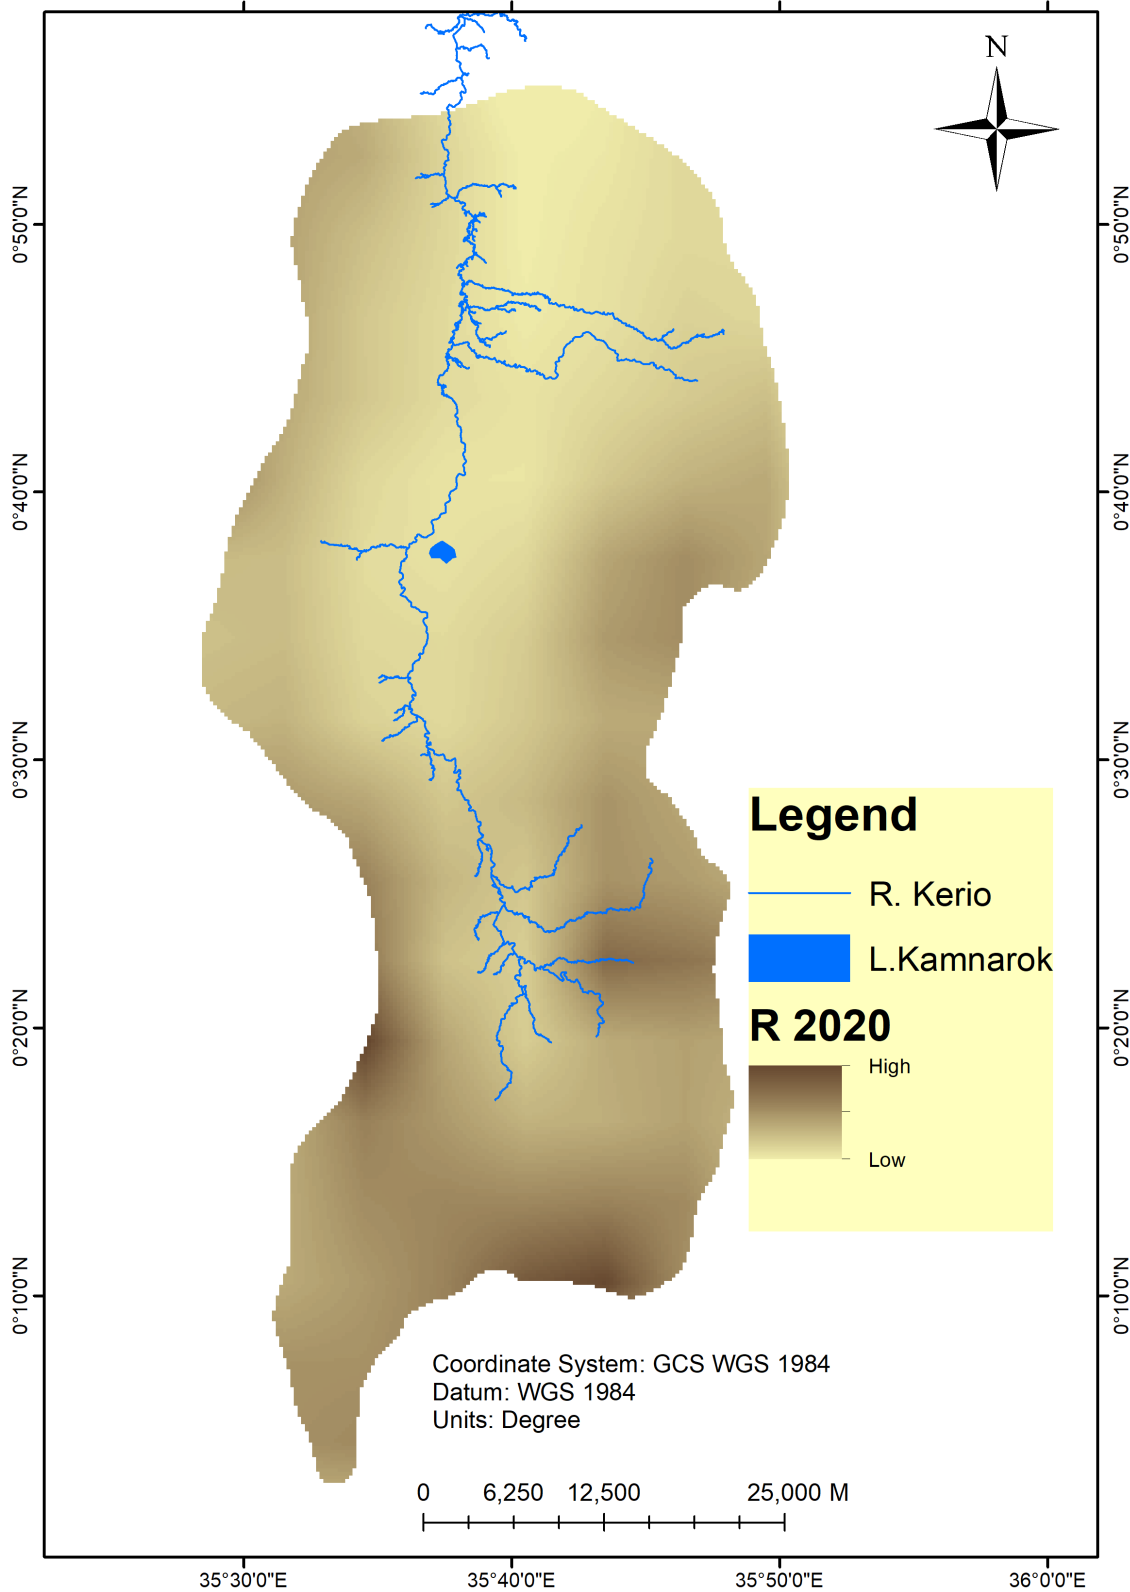 N
0°50'0"N
0°50'0"N
0°40'0"N
0°40'0"N
0°30'0"N
0°30'0"N
Legend
R. Kerio
L.Kamnarok
R 2020
High
Low
0°20'0"N
0°20'0"N
0°10'0"N
0°10'0"N
Coordinate System: GCS WGS 1984
Datum: WGS 1984
Units: Degree
0 6,250 12,500 25,000 M
35°30'0"E 35°40'0"E 35°50'0"E 36°0'0"E